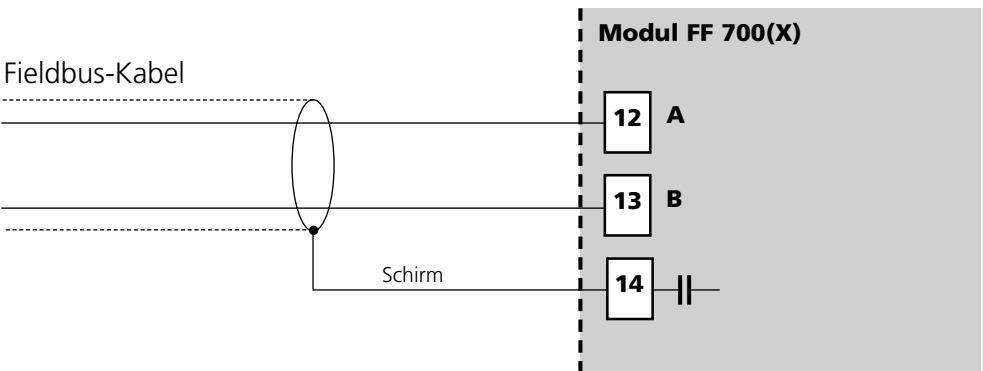 Modul FF 700(X)
Fieldbus-Kabel
12 A
13 B
Schirm
14